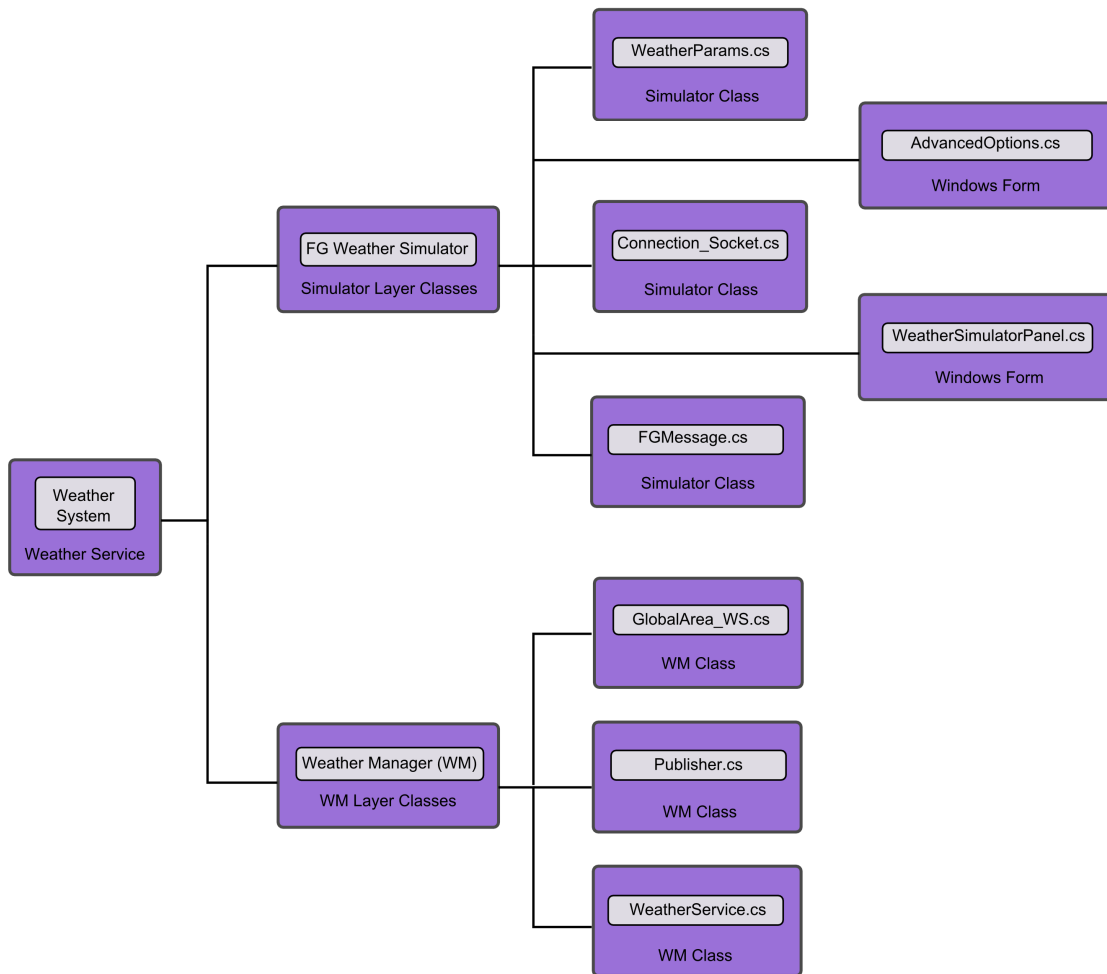 WeatherParams.cs
Simulator Class
AdvancedOptions.cs
Windows Form
FG Weather Simulator
Simulator Layer Classes
Connection_Socket.cs
Simulator Class
WeatherSimulatorPanel.cs
Windows Form
FGMessage.cs
Simulator Class
Weather
System
Weather Service
GlobalArea_WS.cs
WM Class
Weather Manager (WM)
WM Layer Classes
Publisher.cs
WM Class
WeatherService.cs
WM Class